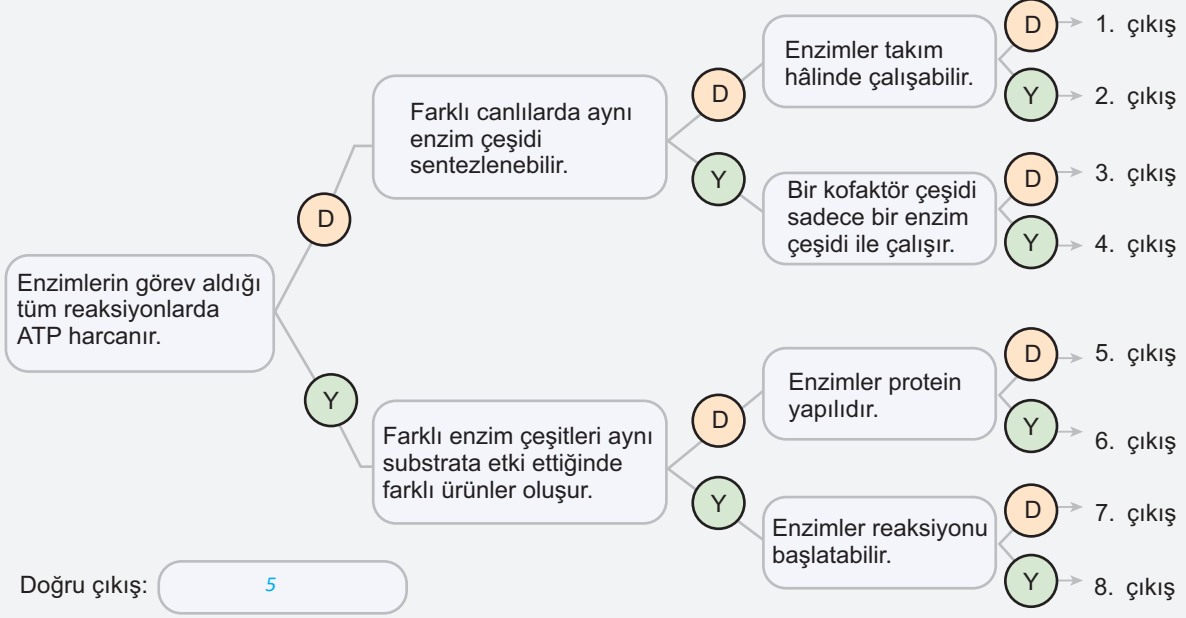 Enzimlerin görev aldığı
tüm reaksiyonlarda
ATP harcanır.
D
Y
Farklı canlılarda aynı
enzim çeşidi
sentezlenebilir.
D
Y
Farklı enzim çeşitleri aynı
substrata etki ettiğinde
farklı ürünler oluşur.
D
Y
Enzimler takım
hâlinde çalışabilir.
D
1. çıkış
Y
2. çıkış
Bir kofaktör çeşidi
sadece bir enzim
çeşidi ile çalışır.
D
3. çıkış
Y
4. çıkış
Enzimler protein
yapılıdır.
D
5. çıkış
Y
6. çıkış
Enzimler reaksiyonu
başlatabilir.
D
7. çıkış
Y
8. çıkış
Doğru çıkış: 5